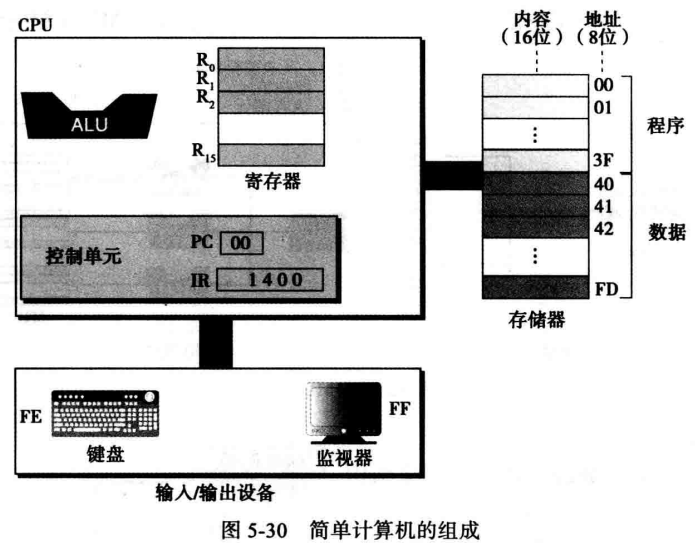 CPU
ALU
R0
R1
R2
R15
寄存器
控制单元
PC 00
IR 1400
内容
（16位）
地址
（8位）
00
01
⋮
3F
40
41
42
⋮
FD
程序
数据
存储器
FE
键盘
FF
监视器
输入/输出设备
图 5-30 简单计算机的组成